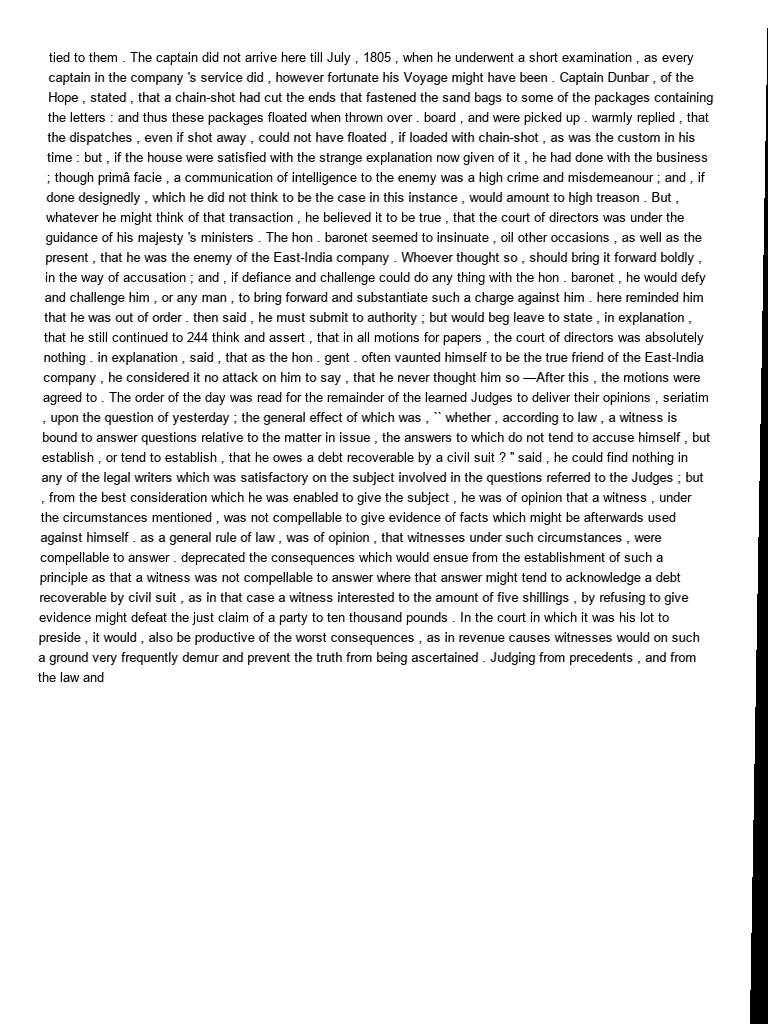 tied to them . The captain did not arrive here till July , 1805 , when he underwent a short examination , as every
captain in the company 's service did , however fortunate his Voyage might have been . Captain Dunbar , of the
Hope , stated , that a chain-shot had cut the ends that fastened the sand bags to some of the packages containing
the letters : and thus these packages floated when thrown over . board , and were picked up . warmly replied , that
the dispatches , even if shot away , could not have floated , if loaded with chain-shot , as was the custom in his
time : but , if the house were satisfied with the strange explanation now given of it , he had done with the business
; though primâ facie , a communication of intelligence to the enemy was a high crime and misdemeanour ; and , if
done designedly , which he did not think to be the case in this instance , would amount to high treason . But ,
whatever he might think of that transaction , he believed it to be true , that the court of directors was under the
guidance of his majesty 's ministers . The hon . baronet seemed to insinuate , oil other occasions , as well as the
present , that he was the enemy of the East-India company . Whoever thought so , should bring it forward boldly ,
in the way of accusation ; and , if defiance and challenge could do any thing with the hon . baronet , he would defy
and challenge him , or any man , to bring forward and substantiate such a charge against him . here reminded him
that he was out of order . then said , he must submit to authority ; but would beg leave to state , in explanation ,
that he still continued to 244 think and assert , that in all motions for papers , the court of directors was absolutely
nothing . in explanation , said , that as the hon . gent . often vaunted himself to be the true friend of the East-India
company , he considered it no attack on him to say , that he never thought him so —After this , the motions were
agreed to . The order of the day was read for the remainder of the learned Judges to deliver their opinions , seriatim
, upon the question of yesterday ; the general effect of which was , `` whether , according to law , a witness is
bound to answer questions relative to the matter in issue , the answers to which do not tend to accuse himself , but
establish , or tend to establish , that he owes a debt recoverable by a civil suit ? '' said , he could find nothing in
any of the legal writers which was satisfactory on the subject involved in the questions referred to the Judges ; but
, from the best consideration which he was enabled to give the subject , he was of opinion that a witness , under
the circumstances mentioned , was not compellable to give evidence of facts which might be afterwards used
against himself . as a general rule of law , was of opinion , that witnesses under such circumstances , were
compellable to answer . deprecated the consequences which would ensue from the establishment of such a
principle as that a witness was not compellable to answer where that answer might tend to acknowledge a debt
recoverable by civil suit , as in that case a witness interested to the amount of five shillings , by refusing to give
evidence might defeat the just claim of a party to ten thousand pounds . In the court in which it was his lot to
preside , it would , also be productive of the worst consequences , as in revenue causes witnesses would on such
a ground very frequently demur and prevent the truth from being ascertained . Judging from precedents , and from
the law and